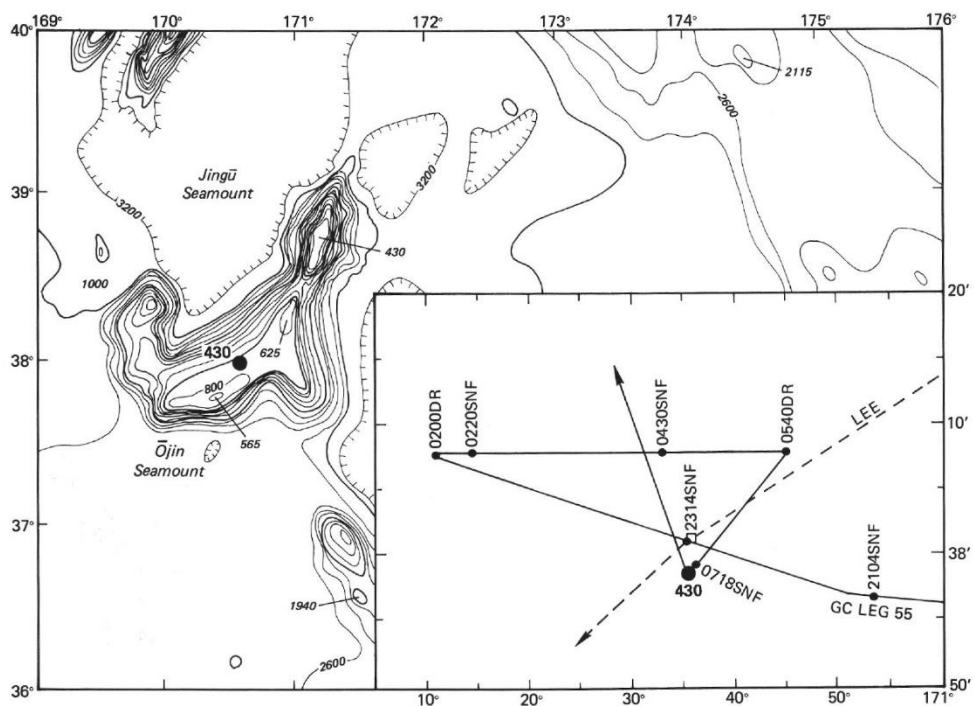 169°
170°
171°
172°
173°
174°
175°
176°
40°
39°
38°
37°
36°
2115
2600
Jingū
Seamount
3200
3200
430
1000
430
625
800
565
Ōjin
Seamount
1940
2600
20'
10'
38'
50'
0200DR
0220SNF
0430SNF
0540DR
LEE
2314SNF
0718SNF
430
2104SNF
GC LEG 55
10°
20°
30°
40°
50°
171°